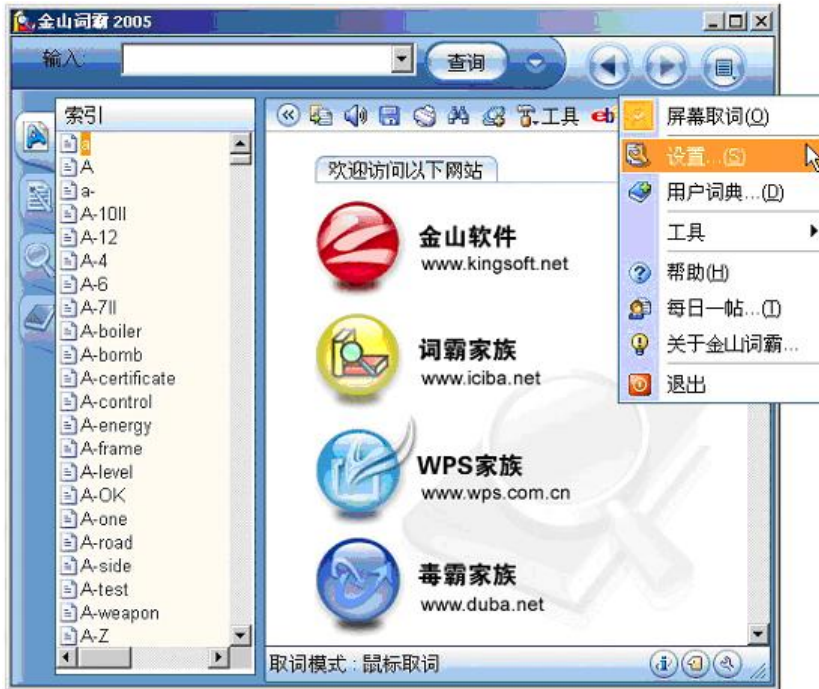 金山词霸 2005
输入:
查询
索引
工具
eb
a
A
a-
A-10II
A-12
A-4
A-6
A-7II
A-boiler
A-bomb
A-certificate
A-control
A-energy
A-frame
A-level
A-OK
A-one
A-road
A-side
A-test
A-weapon
A-Z
欢迎访问以下网站
金山软件
www.kingsoft.net
词霸家族
www.iciba.net
WPS家族
www.wps.com.cn
毒霸家族
www.duba.net
屏幕取词(O)
设置...(S)
用户词典...(D)
工具
帮助(H)
每日一帖...(T)
关于金山词霸...
退出
取词模式 : 鼠标取词